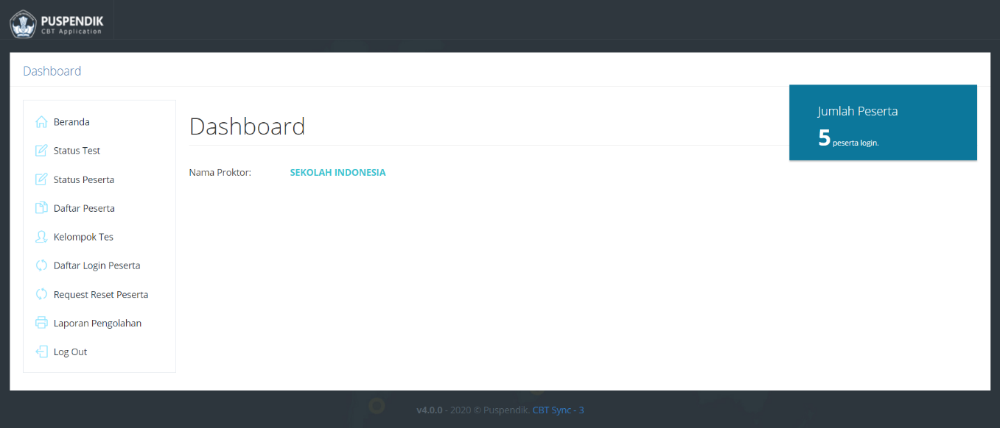 PUSPENDIK
CBT Application
Dashboard
Beranda
Status Test
Status Peserta
Daftar Peserta
Kelompok Tes
Daftar Login Peserta
Request Reset Peserta
Laporan Pengolahan
Log Out
Dashboard
Nama Proktor: SEKOLAH INDONESIA
Jumlah Peserta
5 peserta login.
v4.0.0 - 2020 © Puspendik. CBT Sync - 3